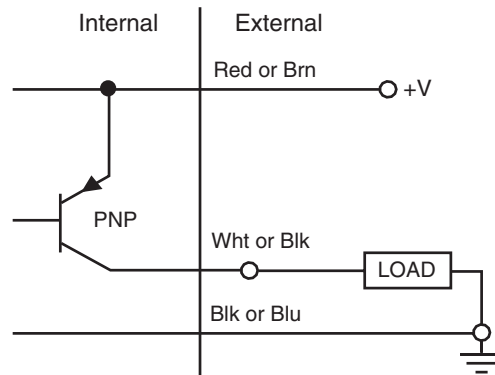 Internal
External
Red or Brn
+V
PNP
Wht or Blk
LOAD
Blk or Blu